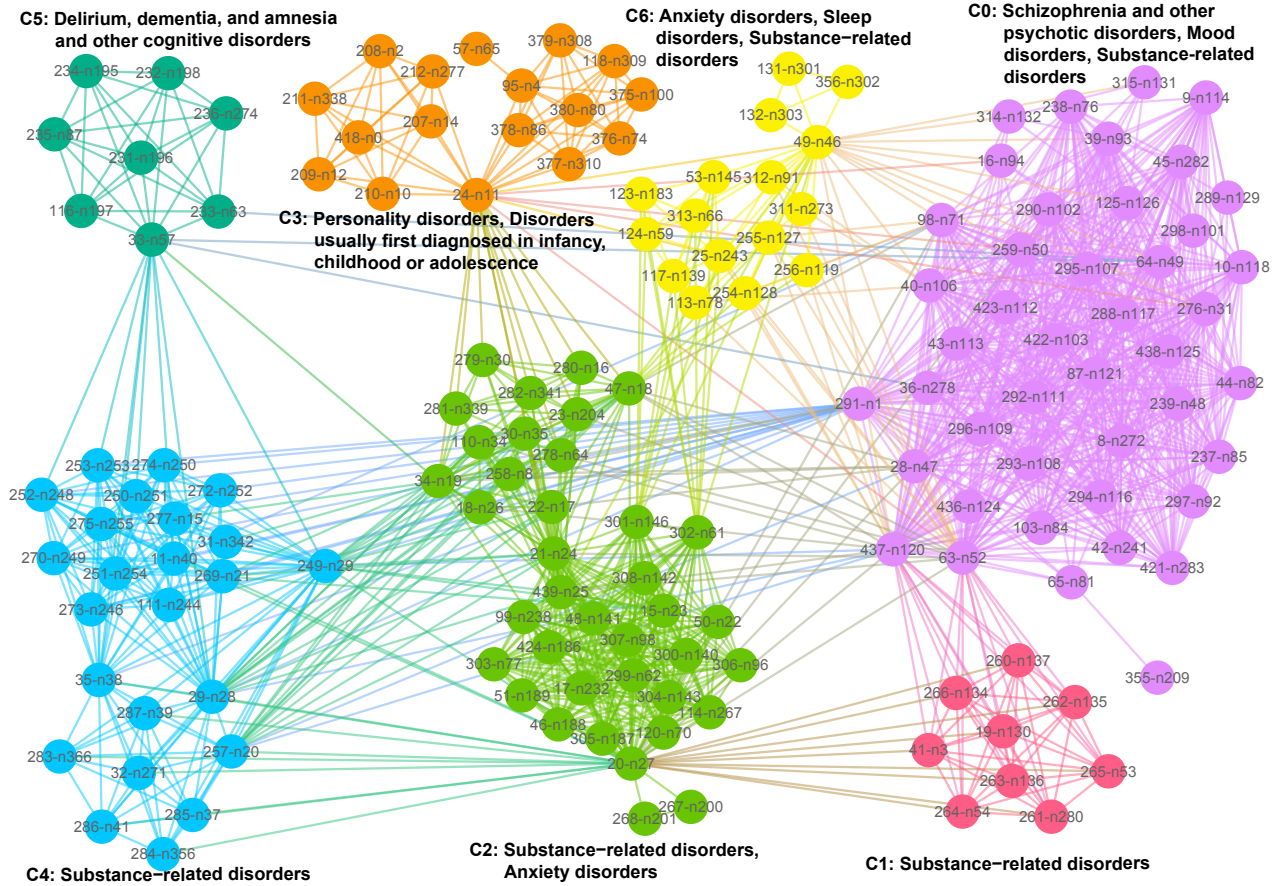 C5: Delirium, dementia, and amnesia
and other cognitive disorders
C6: Anxiety disorders, Sleep
disorders, Substance−related
disorders
C0: Schizophrenia and other
psychotic disorders, Mood
disorders, Substance-related
disorders
234-n195
232-n198
236-n274
235-n87
231-n196
115-n197
233-n63
33-n57
208-n2
57-n65
379-n308
118-n309
212-n277
95-n4
375-n100
211-n338
380-n80
207-n14
418-n0
378-n86
376-n74
377-n310
209-n12
210-n10
24-n11
C3: Personality disorders, Disorders
usually first diagnosed in infancy,
childhood or adolescence
131-n301
356-n302
132-n303
49-n46
53-n145
312-n91
123-n183
313-n66
311-n273
124-n59
255-n127
25-n243
256-n119
117-n139
254-n128
113-n78
315-n131
9-n114
238-n76
314-n132
39-n93
16-n94
45-n282
289-n129
125-n126
290-n102
98-n71
298-n101
259-n50
64-n49
295-n107
10-n118
40-n106
423-n112
288-n117
276-n31
43-n113
422-n103
438-n125
87-n121
36-n278
44-n82
292-n111
291-n1
239-n48
296-n109
8-n272
28-n47
293-n108
237-n85
294-n116
297-n92
436-n124
103-n84
437-n120
63-n52
42-n241
421-n283
65-n81
355-n209
279-n30
280-n16
47-n18
282-n341
281-n339
23-n204
110-n34
30-n35
278-n64
258-n8
34-n19
18-n26
22-n17
301-n146
302-n61
21-n24
308-n142
439-n25
99-n238
48-n141
15-n23
50-n22
307-n98
424-n186
300-n140
303-n77
306-n96
299-n62
17-n232
51-n189
304-n143
114-n267
46-n188
305-n187
120-n70
20-n27
267-n200
268-n201
253-n253
274-n250
252-n248
250-n251
272-n252
275-n255
277-n15
31-n342
270-n249
11-n40
251-n254
269-n21
249-n29
273-n246
111-n244
35-n38
29-n28
287-n39
283-n366
257-n20
32-n271
285-n37
286-n41
284-n356
260-n137
266-n134
262-n135
19-n130
41-n3
265-n53
263-n136
264-n54
261-n280
C4: Substance−related disorders
C2: Substance−related disorders,
Anxiety disorders
C1: Substance−related disorders